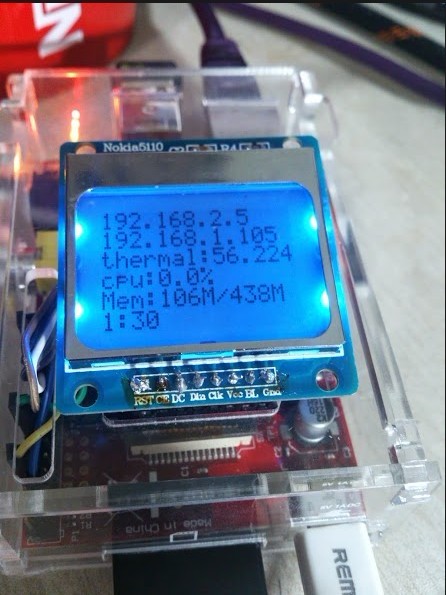 Nokia5110
192.168.2.5
192.168.1.105
thermal:56.224
cpu:0.0%
Mem:106M/438M
1:30
RST CE DC Din Clk Vcc BL Gnd
Made in China
REM